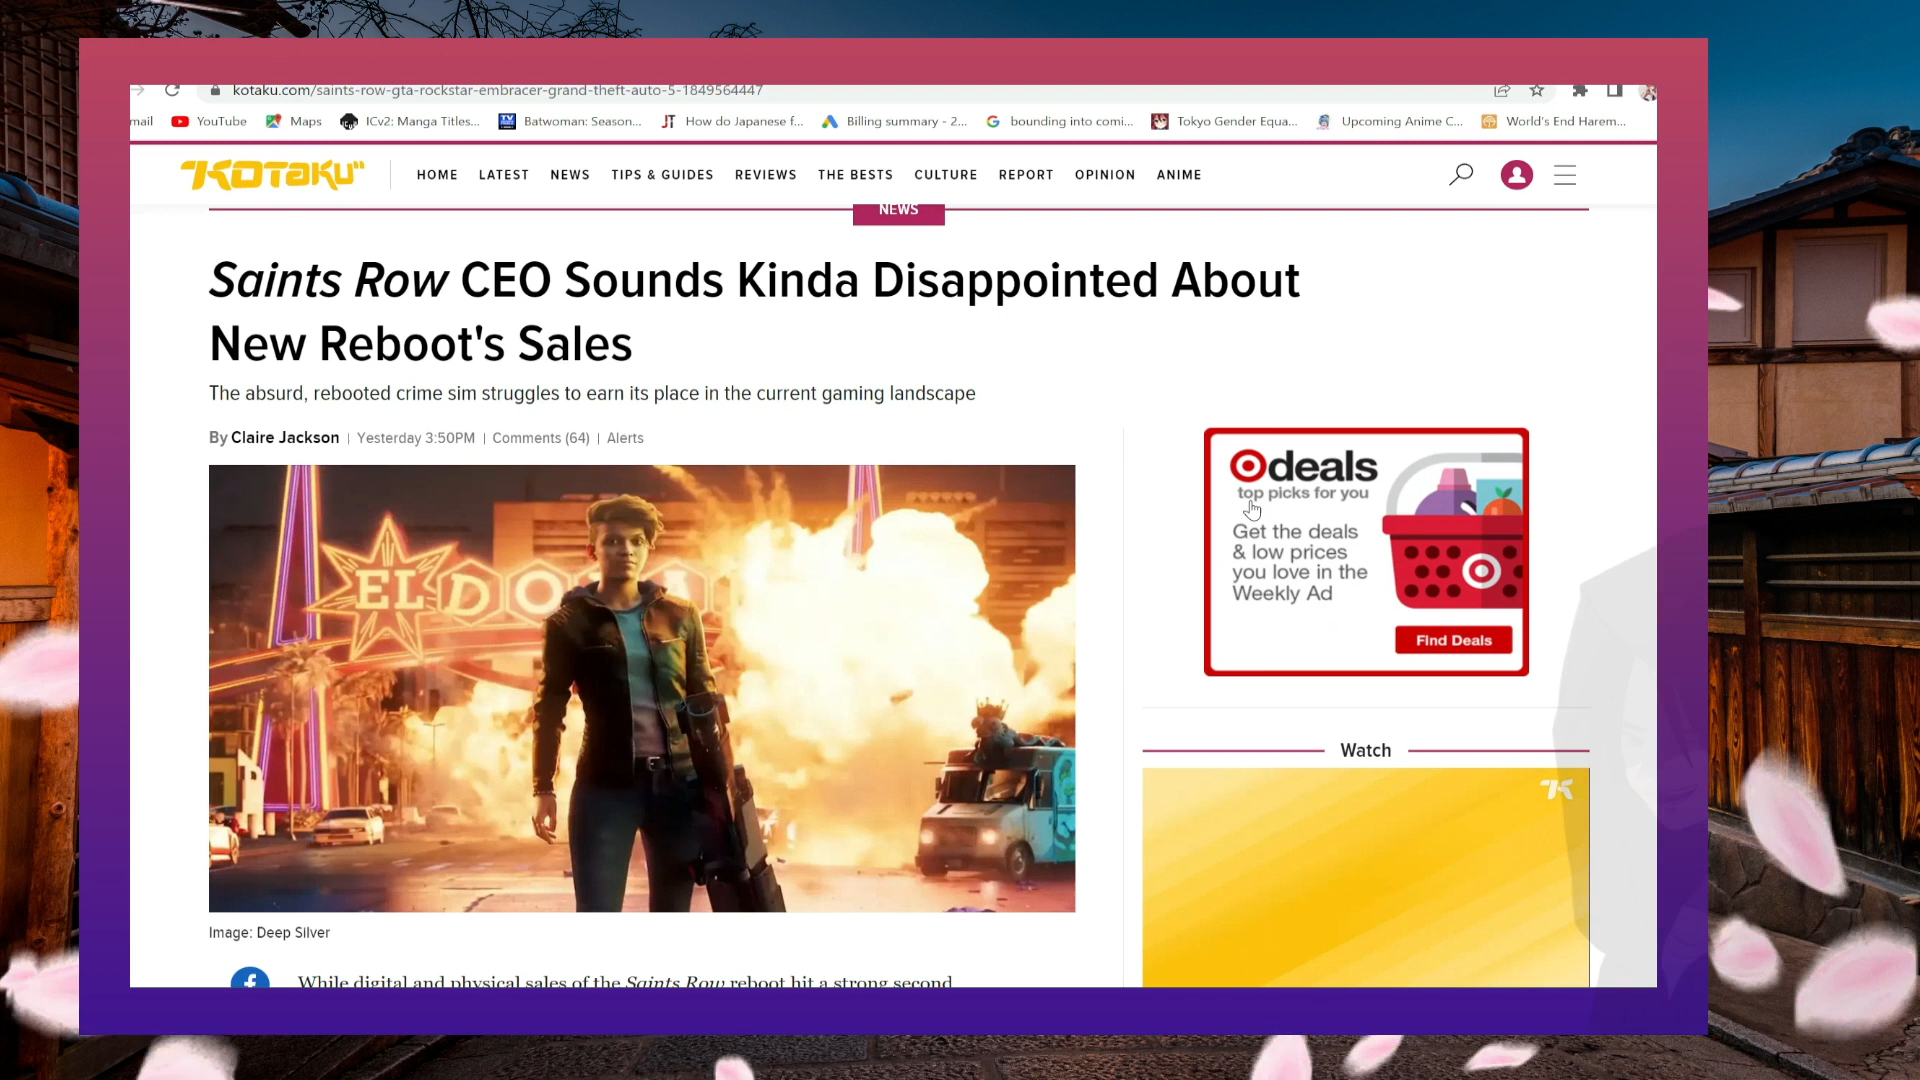 kotaku.com/saints-row-gta-rockstar-embracer-grand-theft-auto-5-1849564447
mail YouTube Maps ICv2: Manga Titles... Batwoman: Season... How do Japanese f... Billing summary - 2... bounding into comi... Tokyo Gender Equa... Upcoming Anime C... World's End Harem...
KOTAKU HOME LATEST NEWS TIPS & GUIDES REVIEWS THE BESTS CULTURE REPORT OPINION ANIME
NEWS
Saints Row CEO Sounds Kinda Disappointed About
New Reboot's Sales
The absurd, rebooted crime sim struggles to earn its place in the current gaming landscape
By Claire Jackson | Yesterday 3:50PM | Comments (64) | Alerts
EL DO
Image: Deep Silver
While digital and physical sales of the Saints Row reboot hit a strong second
deals
top picks for you
Get the deals
& low prices
you love in the
Weekly Ad
Find Deals
Watch